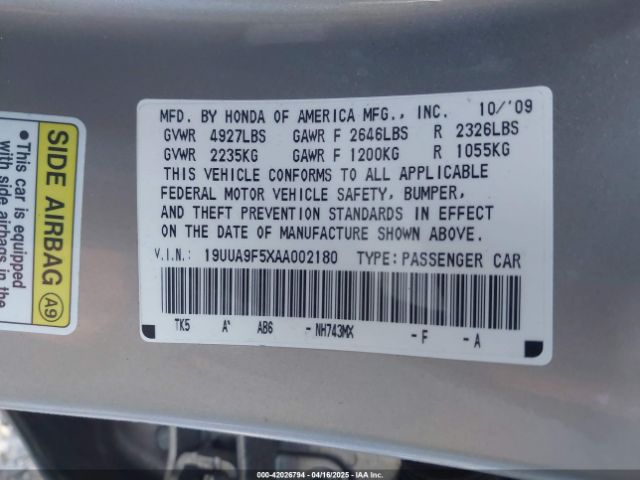 MFD. BY HONDA OF AMERICA MFG., INC. 10/'09
GVWR 4927LBS GAWR F 2646LBS R 2326LBS
GVWR 2235KG GAWR F 1200KG R 1055KG
THIS VEHICLE CONFORMS TO ALL APPLICABLE
FEDERAL MOTOR VEHICLE SAFETY, BUMPER,
AND THEFT PREVENTION STANDARDS IN EFFECT
ON THE DATE OF MANUFACTURE SHOWN ABOVE.
V.I.N.: 19UUA9F5XAA002180 TYPE: PASSENGER CAR
TK5 A* AB6 - NH743MX - F - A
SIDE AIRBAG A9
• This car is equipped
with side airbags in the
000-42026794 - 04/16/2025 - © IAA Holdings, LLC